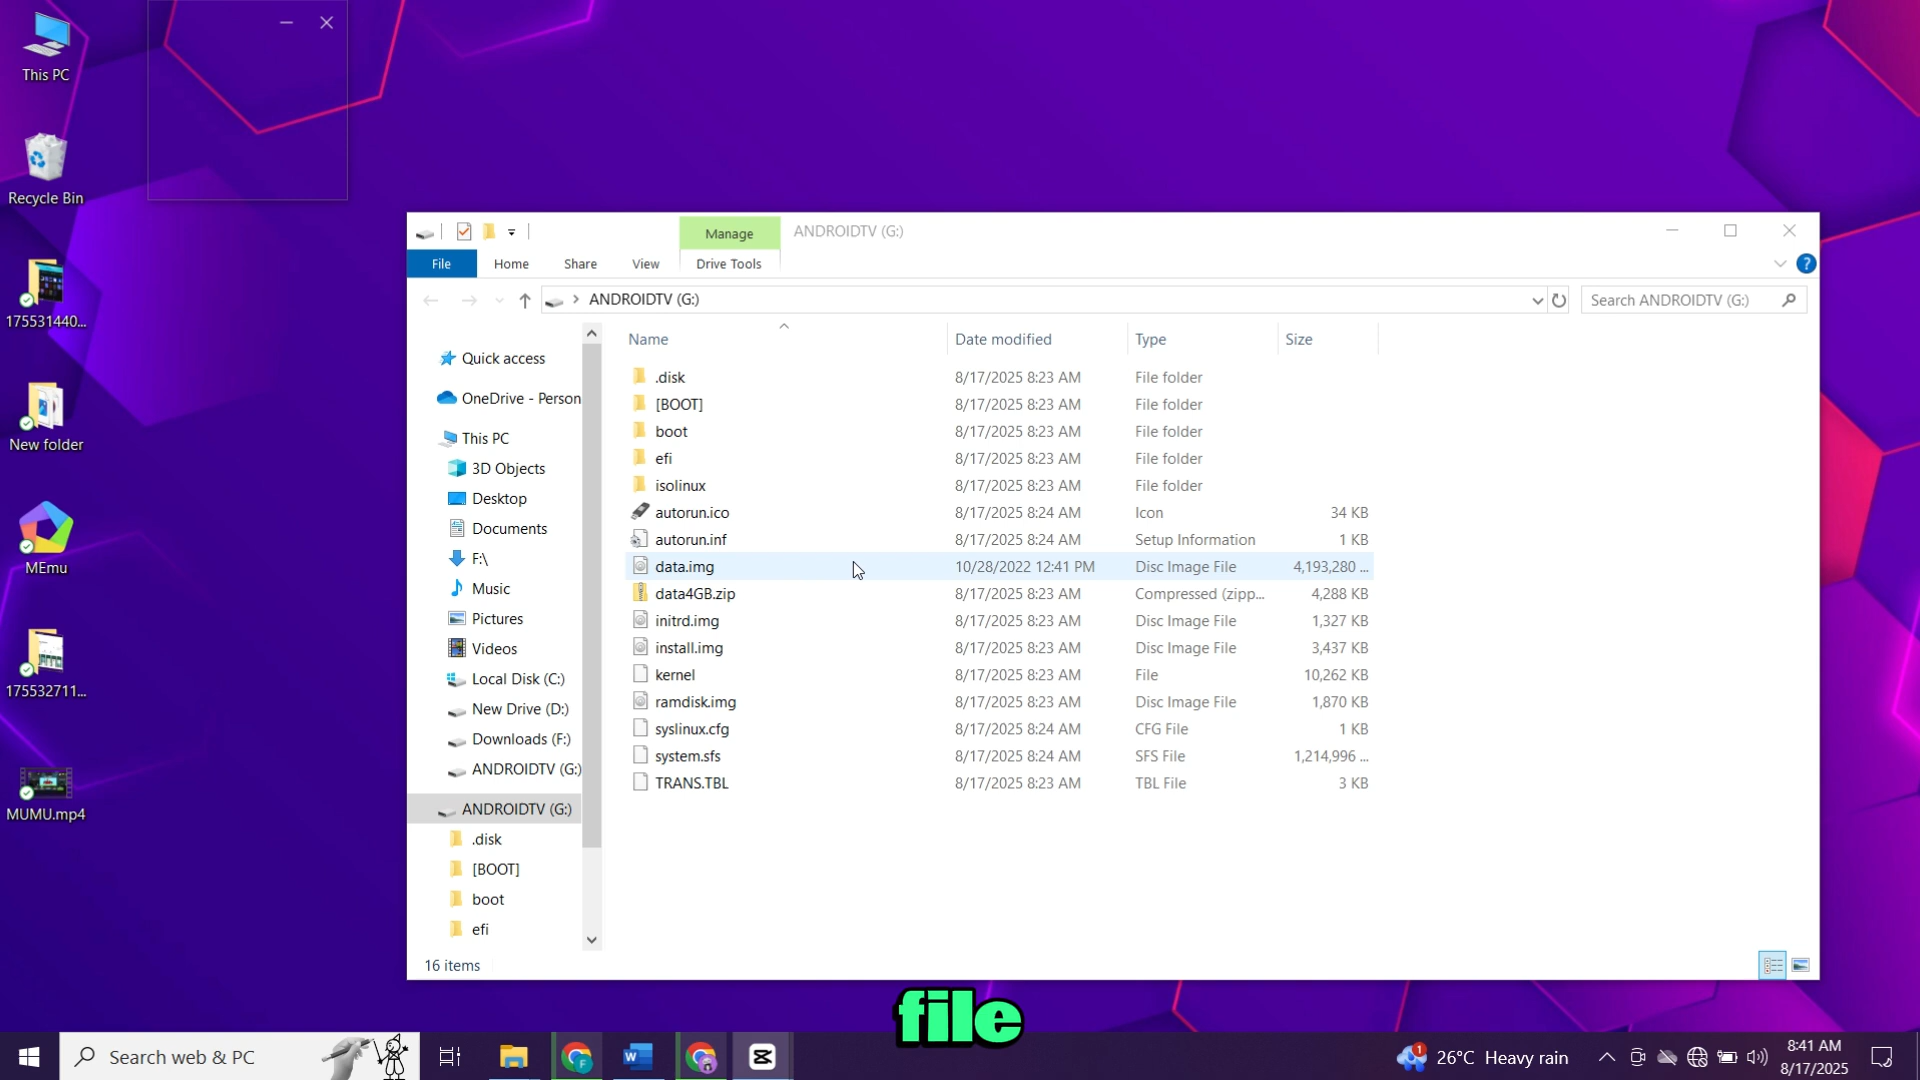 This PC
Recycle Bin
175531440...
New folder
MEmu
175532711...
MUMU.mp4
Manage
ANDROIDTV (G:)
File
Home
Share
View
Drive Tools
ANDROIDTV (G:)
Search ANDROIDTV (G:)
Quick access
OneDrive - Person
This PC
3D Objects
Desktop
Documents
F:\
Music
Pictures
Videos
Local Disk (C:)
New Drive (D:)
Downloads (F:)
ANDROIDTV (G:)
ANDROIDTV (G:)
.disk
[BOOT]
boot
efi
Name Date modified Type Size
.disk 8/17/2025 8:23 AM File folder
[BOOT] 8/17/2025 8:23 AM File folder
boot 8/17/2025 8:23 AM File folder
efi 8/17/2025 8:23 AM File folder
isolinux 8/17/2025 8:23 AM File folder
autorun.ico 8/17/2025 8:24 AM Icon 34 KB
autorun.inf 8/17/2025 8:24 AM Setup Information 1 KB
data.img 10/28/2022 12:41 PM Disc Image File 4,193,280 ...
data4GB.zip 8/17/2025 8:23 AM Compressed (zipp... 4,288 KB
initrd.img 8/17/2025 8:23 AM Disc Image File 1,327 KB
install.img 8/17/2025 8:23 AM Disc Image File 3,437 KB
kernel 8/17/2025 8:23 AM File 10,262 KB
ramdisk.img 8/17/2025 8:23 AM Disc Image File 1,870 KB
syslinux.cfg 8/17/2025 8:24 AM CFG File 1 KB
system.sfs 8/17/2025 8:24 AM SFS File 1,214,996 ...
TRANS.TBL 8/17/2025 8:23 AM TBL File 3 KB
16 items
file
Search web & PC
26°C Heavy rain
8:41 AM
8/17/2025